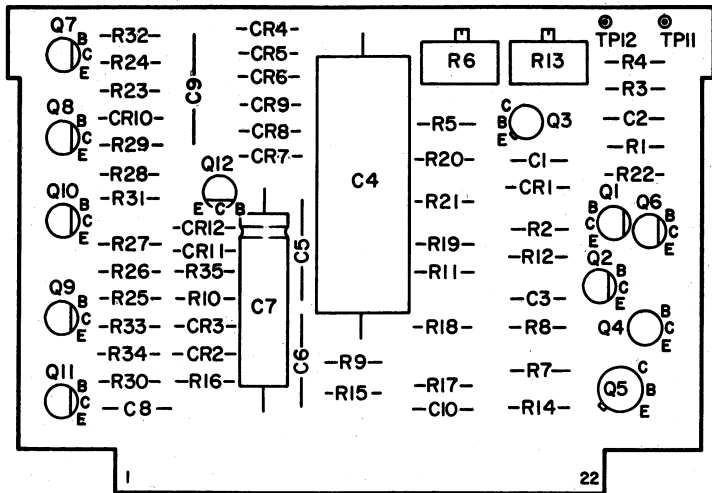 Q7
B
C
E
-R32-
-R24-
-R23-
Q8
B
C
E
-CR10-
-R29-
-R28-
-R31-
Q10
B
C
E
-R27-
-R26-
-R25-
Q9
B
C
E
-R33-
-R34-
-R30-
Q11
B
C
E
-C8-
C9
-CR4-
-CR5-
-CR6-
-CR9-
-CR8-
-CR7-
Q12
E C B
-CR12-
-CR11-
-R35-
-R10-
-CR3-
-CR2-
-R16-
C7
C5
C6
C4
-R9-
-R15-
R6
R13
-R5-
-R20-
-R21-
-R19-
-R11-
-R18-
-R17-
-C10-
C
B
E
Q3
-C1-
-CR1-
-R2-
-R12-
-C3-
-R8-
-R7-
-R14-
TP12
TP11
-R4-
-R3-
-C2-
-R1-
-R22-
Q1
B
C
E
Q6
B
C
E
Q2
B
C
E
Q4
B
C
E
Q5
C
B
E
1
22